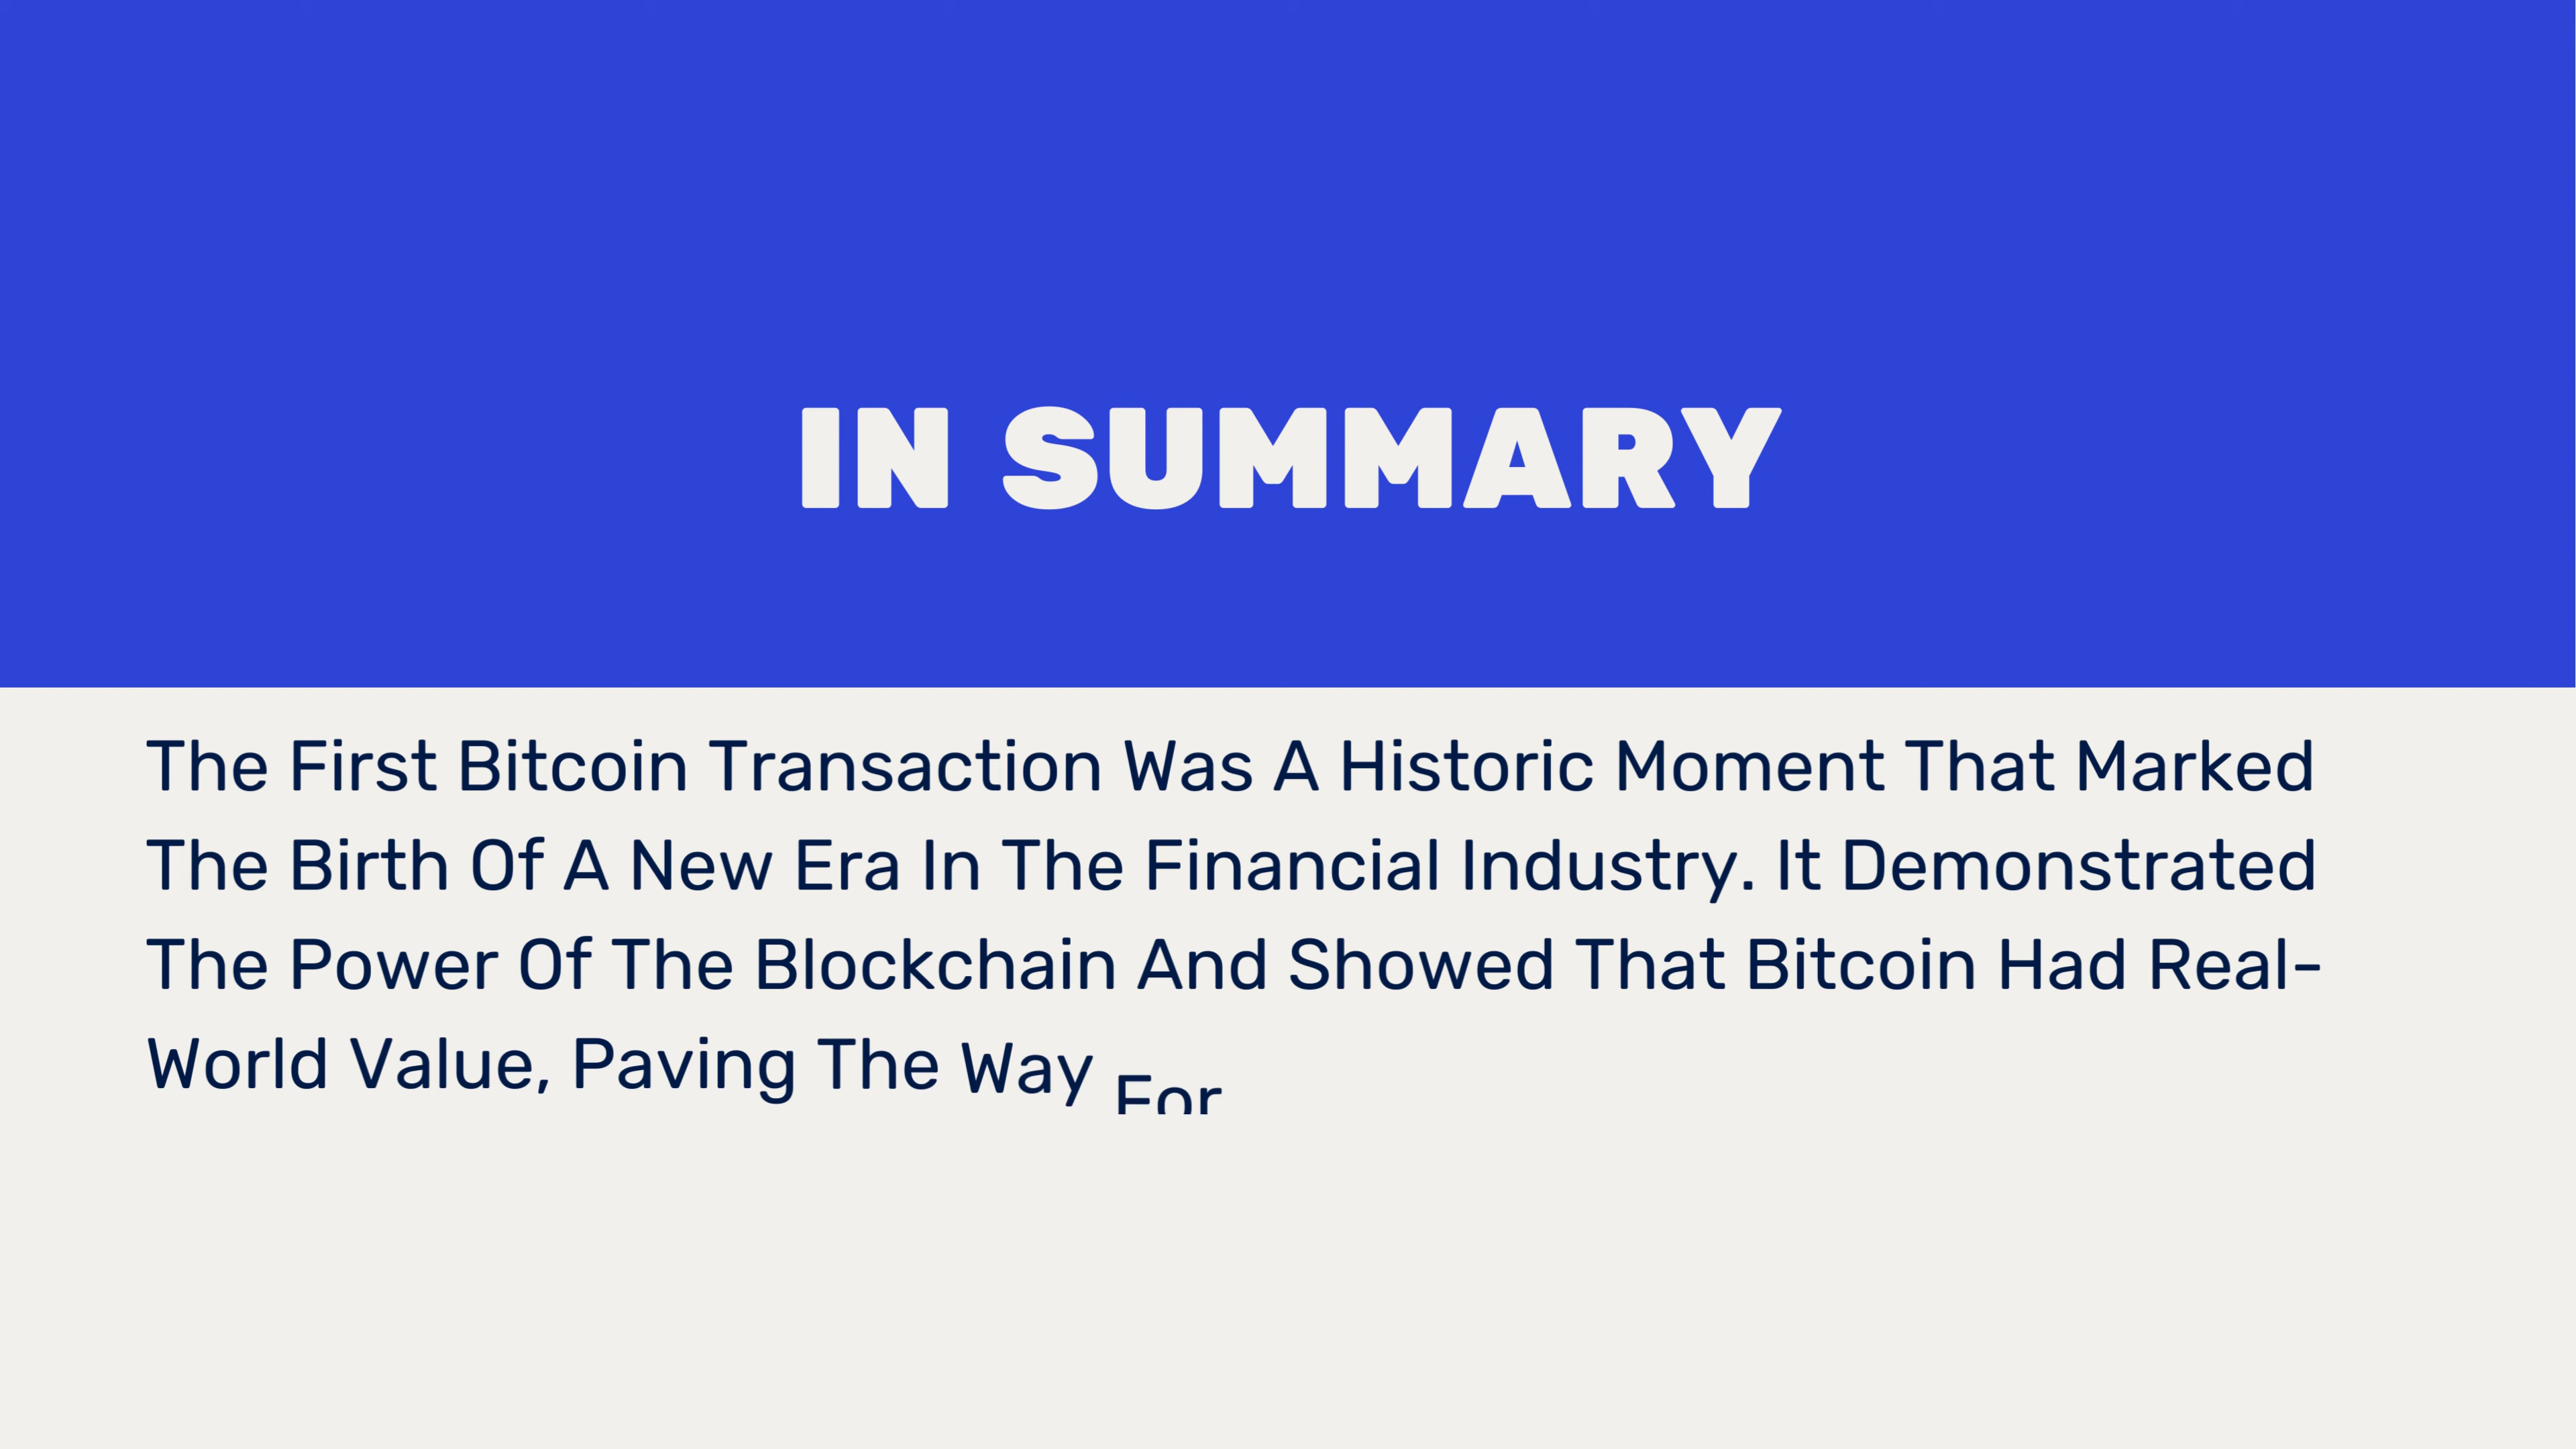 IN SUMMARY
The First Bitcoin Transaction Was A Historic Moment That Marked
The Birth Of A New Era In The Financial Industry. It Demonstrated
The Power Of The Blockchain And Showed That Bitcoin Had Real-
World Value, Paving The Way For